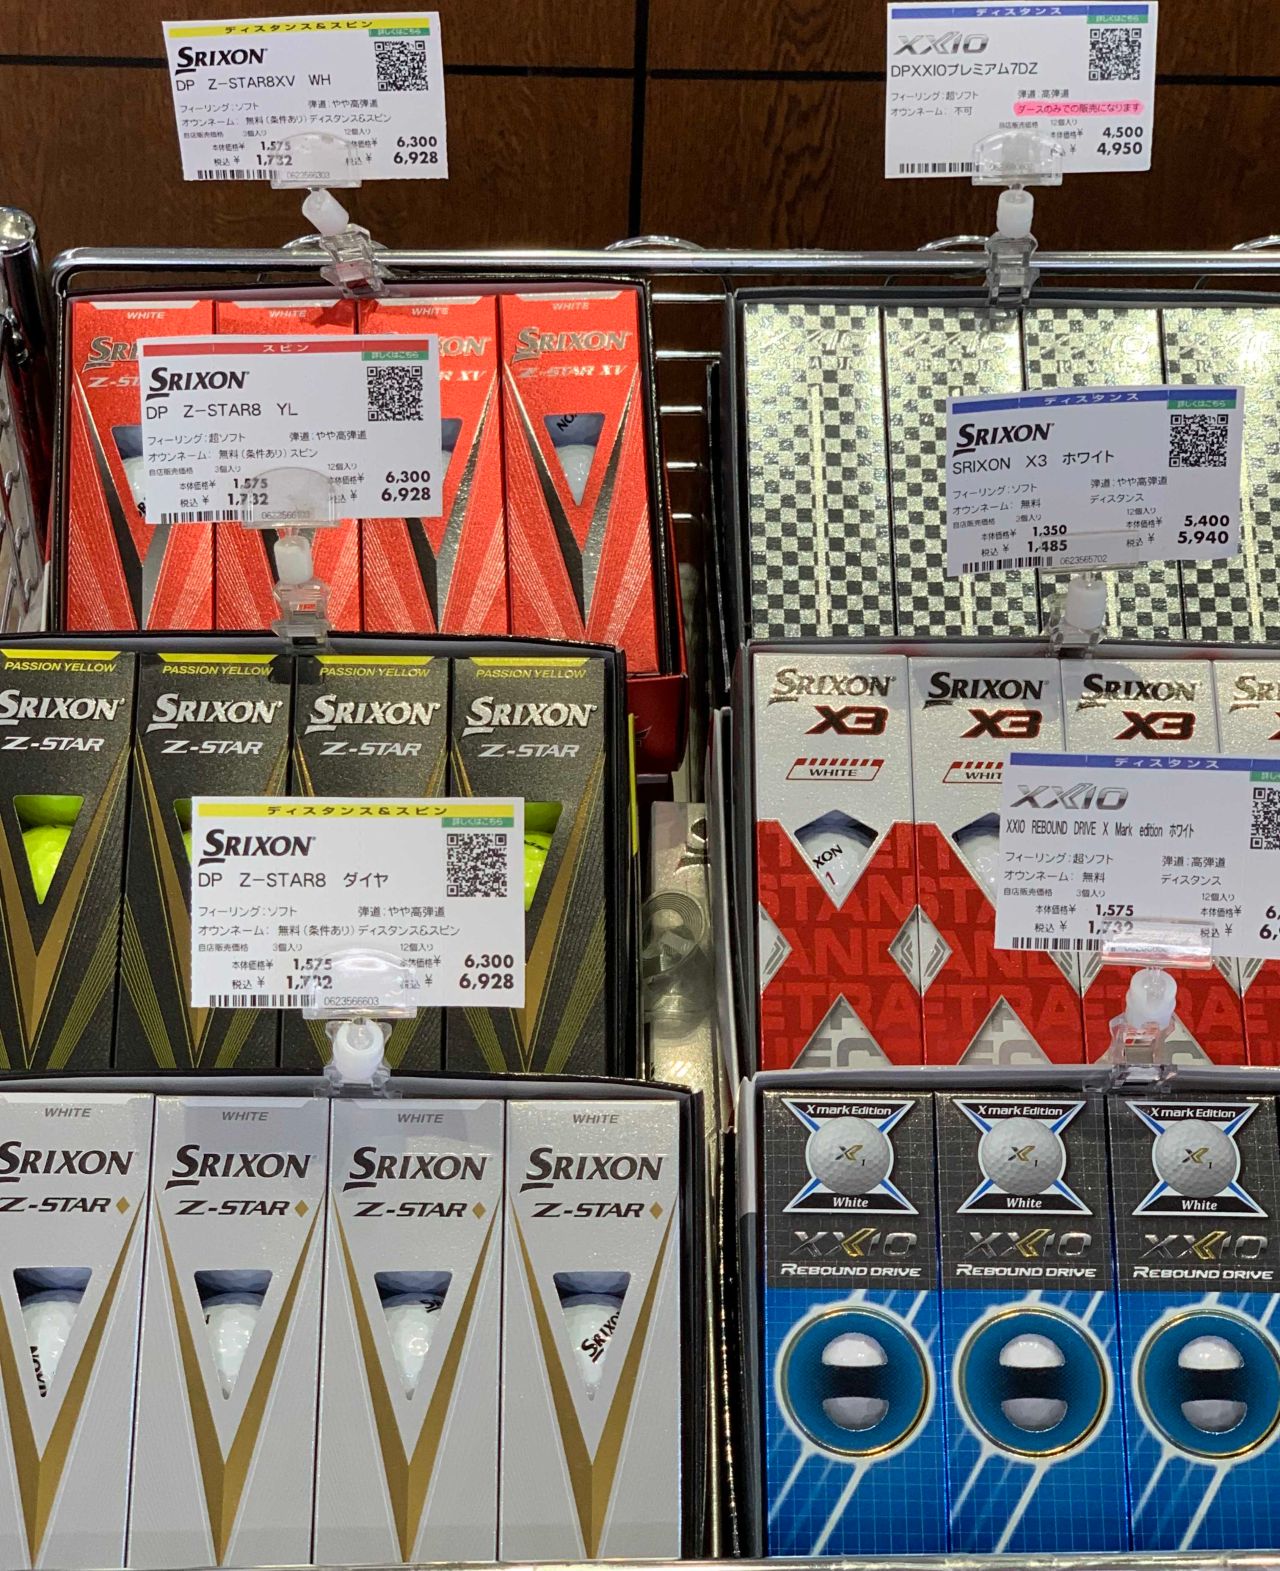 ディスタンス&スピン
詳しくはこちら
SRIXON
DP Z-STAR8XV WH
フィーリング:ソフト 弾道:やや高弾道
オウンネーム: 無料(条件あり) ディスタンス&スピン
自店販売価格 3個入り 12個入り
本体価格¥ 1,575 本体価格¥ 6,300
税込 ¥ 1,732 6,928
0623566303
ディスタンス
詳しくはこちら
XXIO
DPXXIOプレミアム7DZ
フィーリング:超ソフト 弾道:高弾道
オウンネーム: 不可 ダースのみでの販売になります
自店販売価格 12個入り
本体価格¥ 4,500
4,950
WHITE WHITE WHITE WHITE
SRIXON
Z-STAR XV
スピン
詳しくはこちら
SRIXON
DP Z-STAR8 YL
フィーリング:超ソフト 弾道:やや高弾道
オウンネーム: 無料(条件あり) スピン
自店販売価格 3個入り 12個入り
本体価格¥ 1,575 本体価格¥ 6,300
税込 ¥ 1,732 税込 ¥ 6,928
ディスタンス
詳しくはこちら
SRIXON
SRIXON X3 ホワイト
フィーリング:ソフト 弾道:やや高弾道
オウンネーム: 無料 ディスタンス
自店販売価格 3個入り 12個入り
本体価格¥ 1,350 本体価格¥ 5,400
税込 ¥ 1,485 税込 ¥ 5,940
0623565702
PASSION YELLOW PASSION YELLOW PASSION YELLOW PASSION YELLOW
SRIXON SRIXON SRIXON SRIXON
Z-STAR Z-STAR Z-STAR Z-STAR
SRIXON SRIXON SRIXON
X3 X3 X3
WHITE
XON
1
ディスタンス&スピン
詳しくはこちら
SRIXON
DP Z-STAR8 ダイヤ
フィーリング:ソフト 弾道:やや高弾道
オウンネーム: 無料(条件あり) ディスタンス&スピン
自店販売価格 3個入り 12個入り
本体価格¥ 1,575 本体価格¥ 6,300
税込 ¥ 1,732 税込 ¥ 6,928
0623566603
ディスタンス
XXIO
XXIO REBOUND DRIVE X Mark edition ホワイト
フィーリング:超ソフト 弾道:高弾道
オウンネーム: 無料 ディスタンス
自店販売価格 3個入り 12個入り
本体価格¥ 1,575 本体価格¥
税込 ¥ 1,732 税込 ¥
WHITE WHITE WHITE WHITE
SRIXON SRIXON SRIXON SRIXON
Z-STAR Z-STAR Z-STAR Z-STAR
X mark Edition X mark Edition X mark Edition
White White White
XXIO XXIO XXIO
REBOUND DRIVE REBOUND DRIVE REBOUND DRIVE